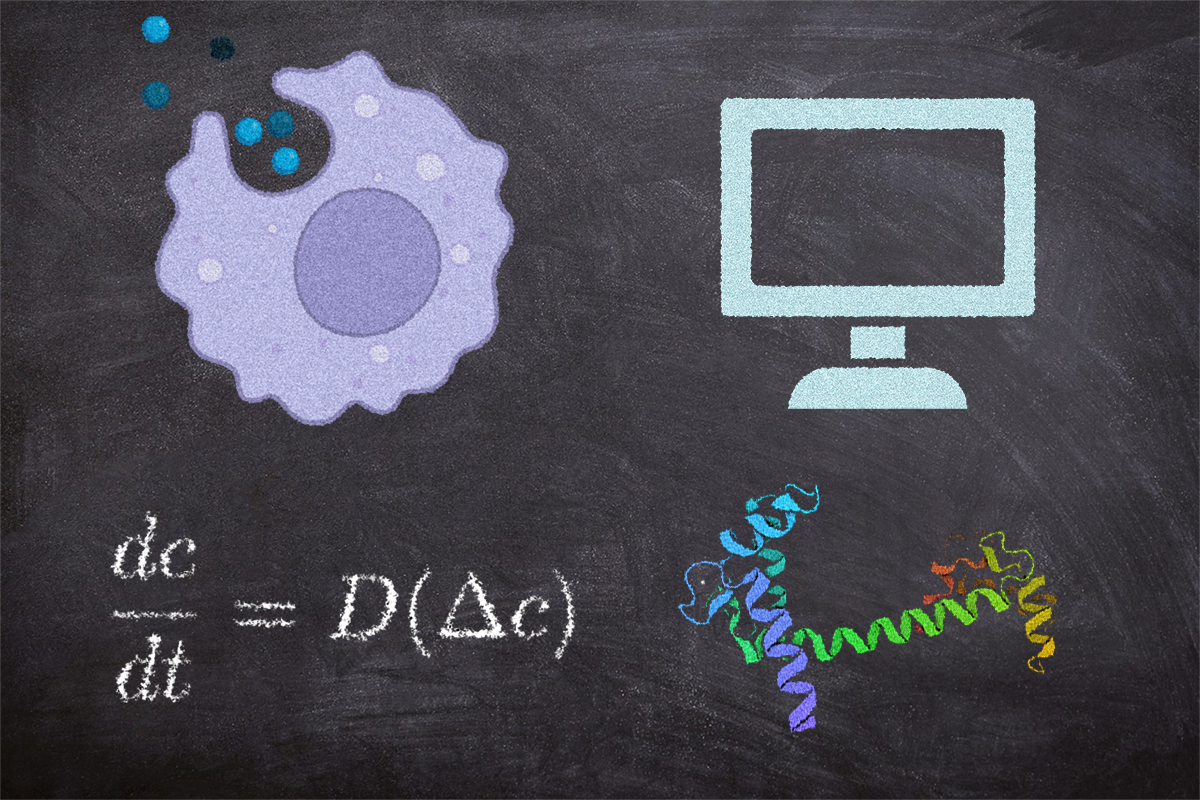 dc/dt = D(Δc)